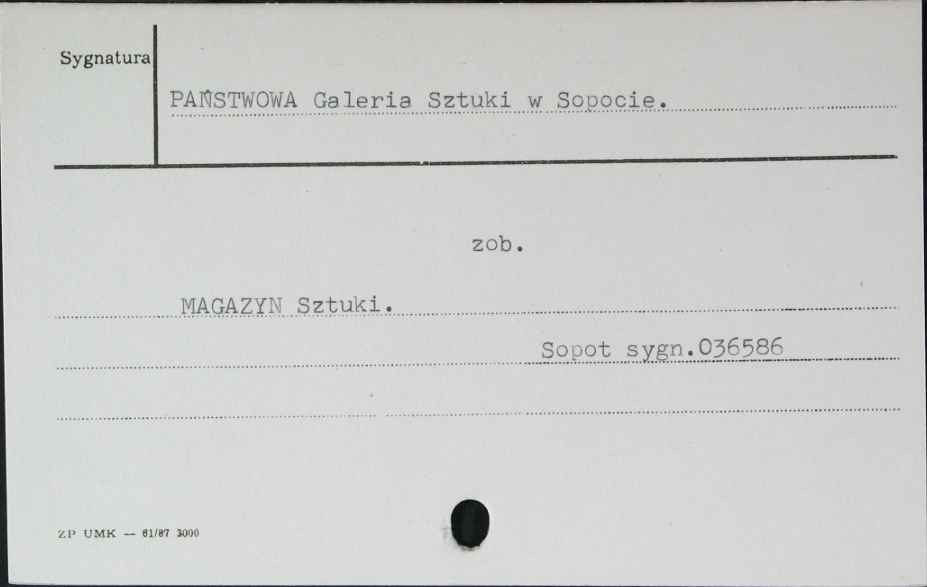 Sygnatura
PAŃSTWOWA Galeria Sztuki w Sopocie.
zob.
MAGAZYN Sztuki.
Sopot sygn.036586
ZP UMK — 61/87 3000